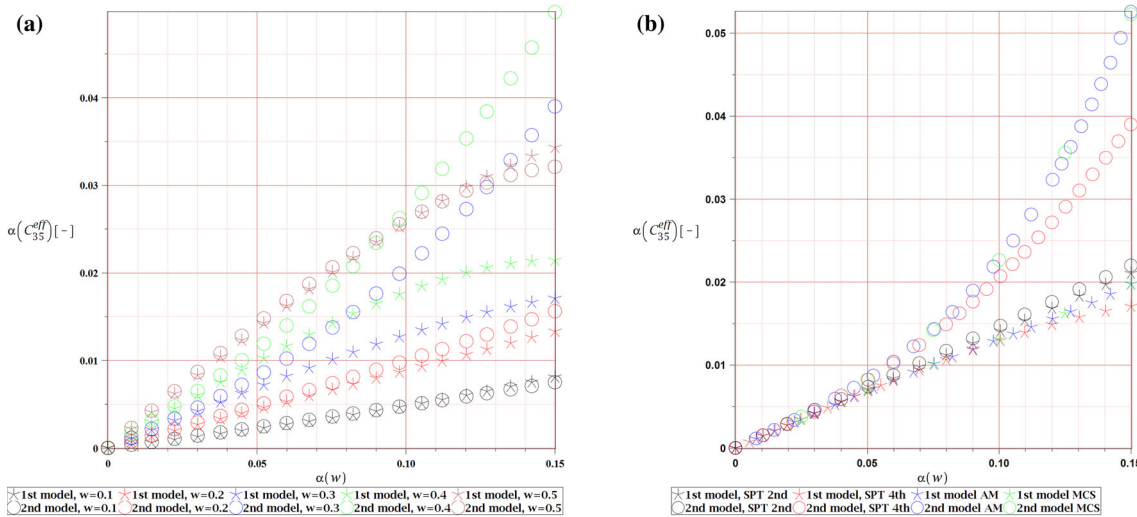 (a)
0.04
0.03
α(C₃₅ᵉᶠᶠ)[-]
0.02
0.01
0
0
0.05
0.10
0.15
α(w)
1st model, w=0.1
1st model, w=0.2
1st model, w=0.3
1st model, w=0.4
1st model, w=0.5
2nd model, w=0.1
2nd model, w=0.2
2nd model, w=0.3
2nd model, w=0.4
2nd model, w=0.5
(b)
0.05
0.04
0.03
α(C₃₅ᵉᶠᶠ)[-]
0.02
0.01
0
0
0.05
0.10
0.15
α(w)
1st model, SPT 2nd
1st model, SPT 4th
1st model AM
1st model MCS
2nd model, SPT 2nd
2nd model, SPT 4th
2nd model AM
2nd model MCS